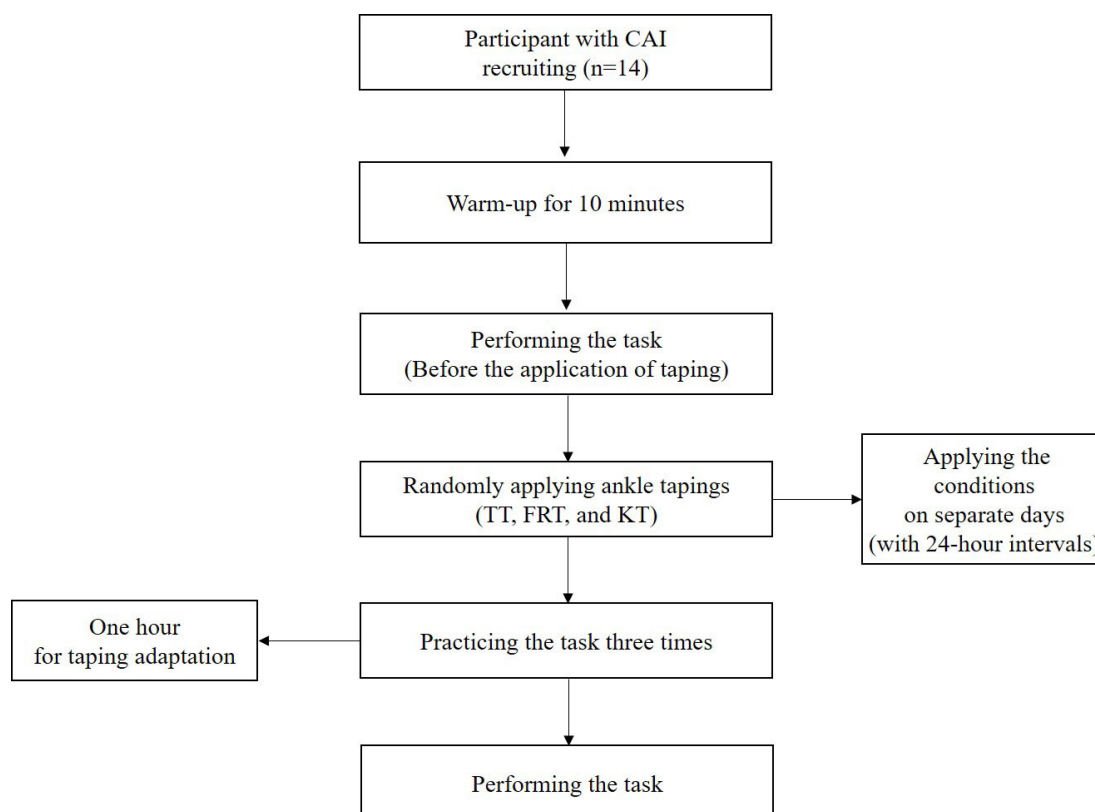 Participant with CAI
recruiting (n=14)
Warm-up for 10 minutes
Performing the task
(Before the application of taping)
Randomly applying ankle tapings
(TT, FRT, and KT)
Applying the
conditions
on separate days
(with 24-hour intervals)
One hour
for taping adaptation
Practicing the task three times
Performing the task